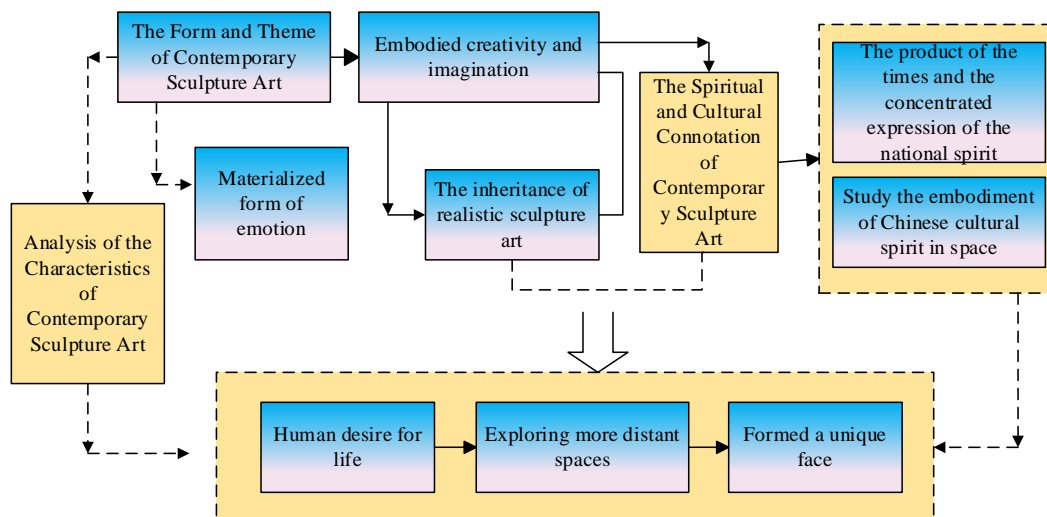 The Form and Theme
of Contemporary
Sculpture Art
Embodied creativity and
imagination
The Spiritual
and Cultural
Connotation
of
Contemporar
y Sculpture
Art
The product of the
times and the
concentrated
expression of the
national spirit
Study the embodiment
of Chinese cultural
spirit in space
Materialized
form of
emotion
The inheritance of
realistic sculpture
art
Analysis of the
Characteristics
of
Contemporary
Sculpture Art
Human desire for
life
Exploring more distant
spaces
Formed a unique
face